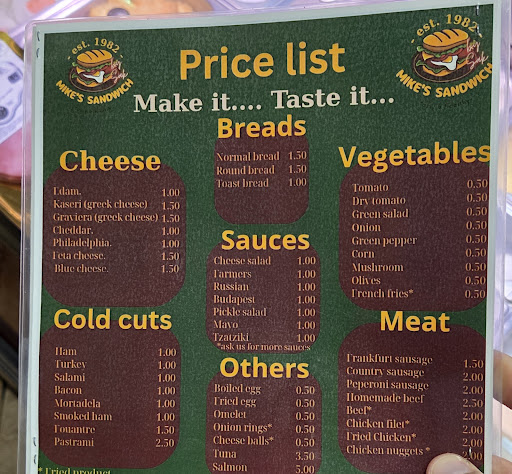 est. 1982
MIKE'S SANDWICH
Price list
Make it.... Taste it...
est. 1982
MIKE'S SANDWICH
Cheese
Edam. 1.00
Kaseri (greek cheese) 1.50
Graviera (greek cheese) 1.50
Cheddar. 1.00
Philadelphia. 1.00
Feta cheese. 1.50
Blue cheese. 1.50
Cold cuts
Ham 1.00
Turkey 1.00
Salami 1.00
Bacon 1.00
Mortadela 1.00
Smoked ham 1.00
Fouantre 1.50
Pastrami 2.50
* Fried product
Breads
Normal bread 1.50
Round bread 1.50
Toast bread 1.00
Sauces
Cheese salad 1.00
Farmers 1.00
Russian 1.00
Budapest 1.00
Pickle salad 1.00
Mayo 1.00
Tzatziki 1.00
*ask us for more sauces
Others
Boiled egg 0.50
Fried egg 0.50
Omelet 0.50
Onion rings* 0.50
Cheese balls* 0.50
Tuna 3.50
Salmon 5.00
Vegetables
Tomato 0.50
Dry tomato 0.50
Green salad 0.50
Onion 0.50
Green pepper 0.50
Corn 0.50
Mushroom 0.50
Olives 0.50
French fries* 0.50
Meat
Frankfurt sausage 1.50
Country sausage 2.00
Peperoni sausage 2.00
Homemade beef 2.50
Beef* 2.50
Chicken filet* 2.00
Fried Chicken* 2.00
Chicken nuggets * 2.00